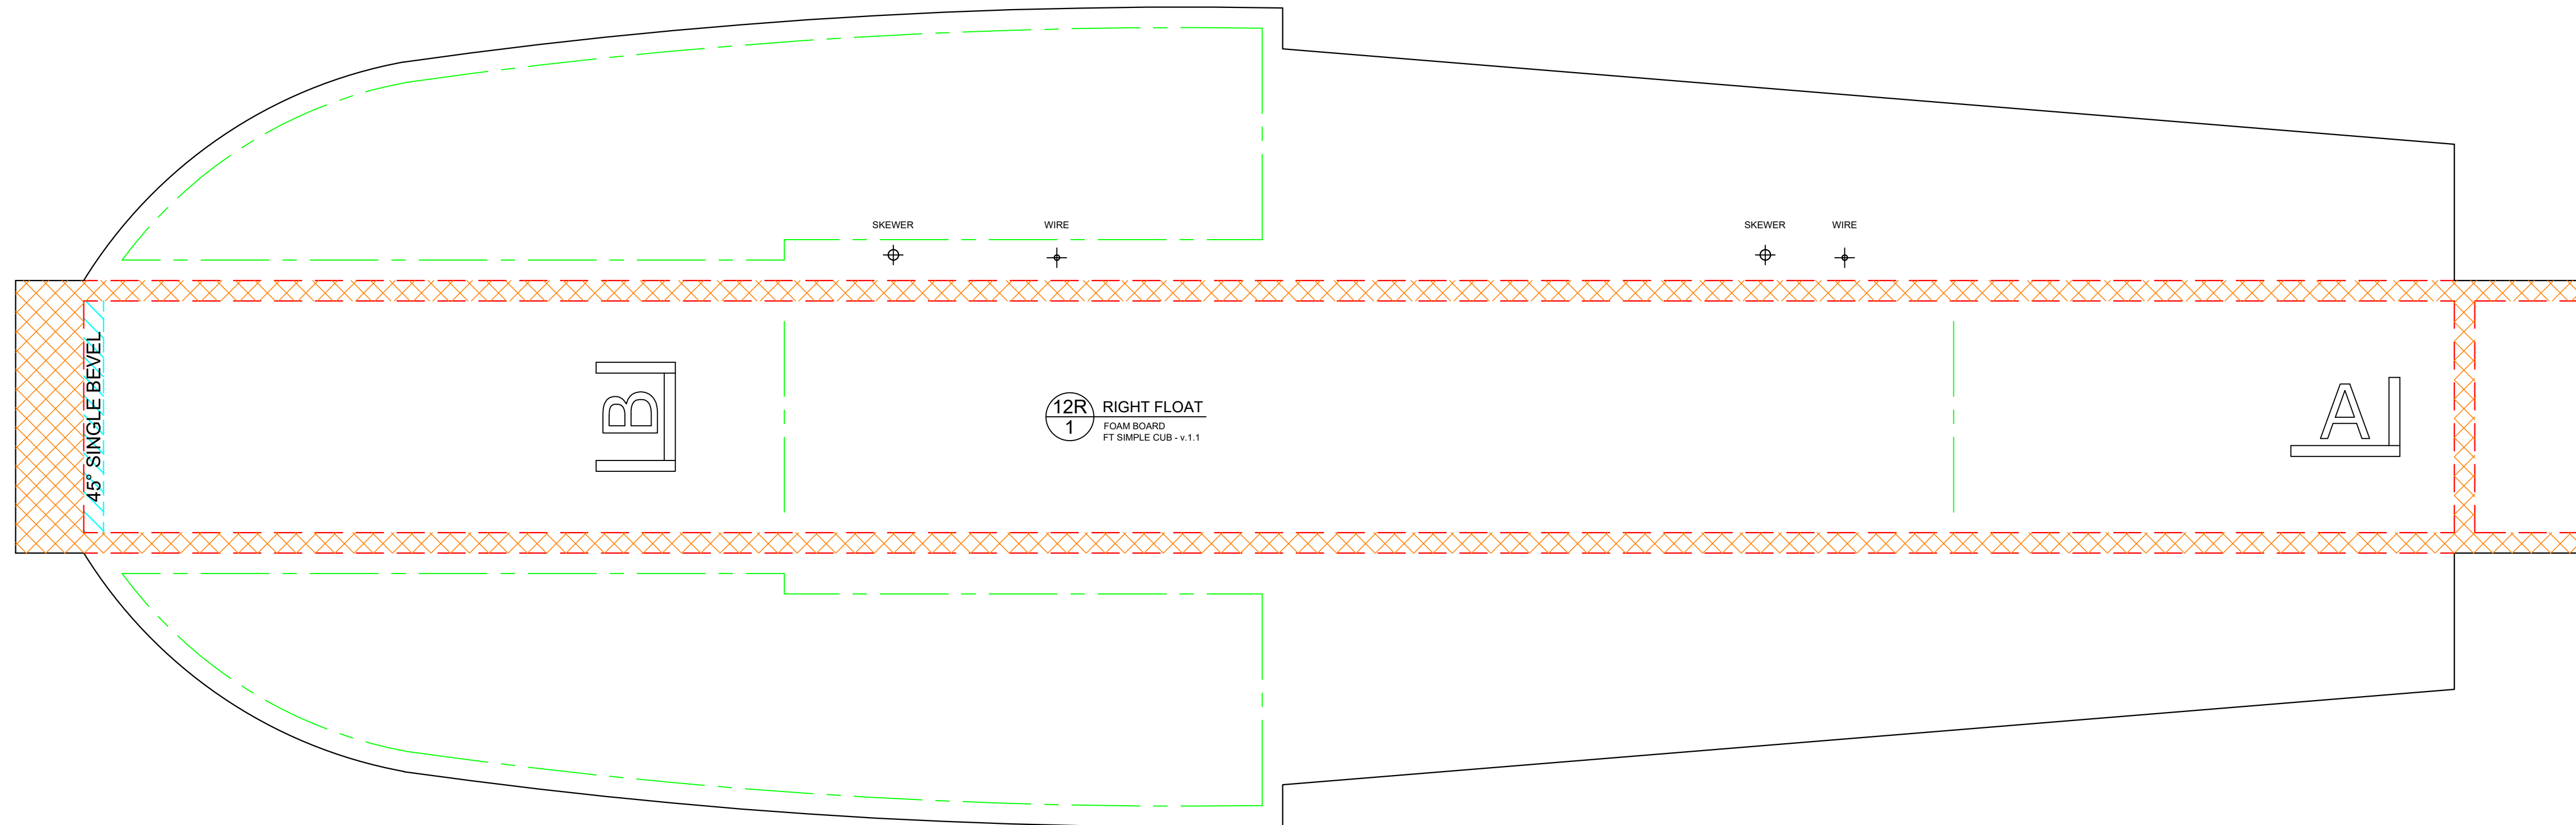 SKEWER
WIRE
SKEWER
WIRE
45° SINGLE BEVEL
B
12R
1
RIGHT FLOAT
FOAM BOARD
FT SIMPLE CUB - v.1.1
A